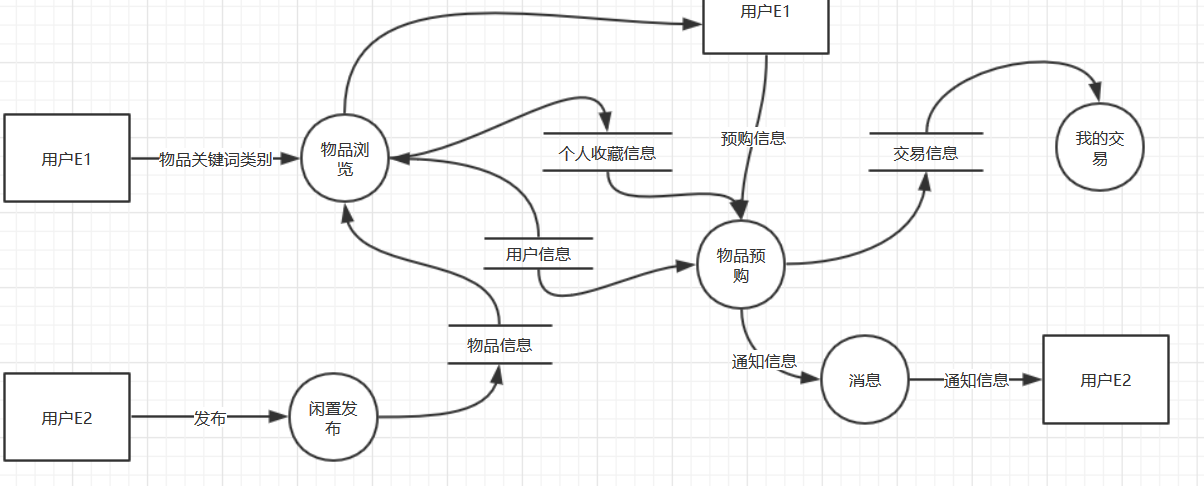 用户E1
用户E1
物品关键词类别
物品浏
览
个人收藏信息
预购信息
交易信息
我的交
易
用户信息
物品预
购
物品信息
通知信息
消息
通知信息
用户E2
用户E2
发布
闲置发
布